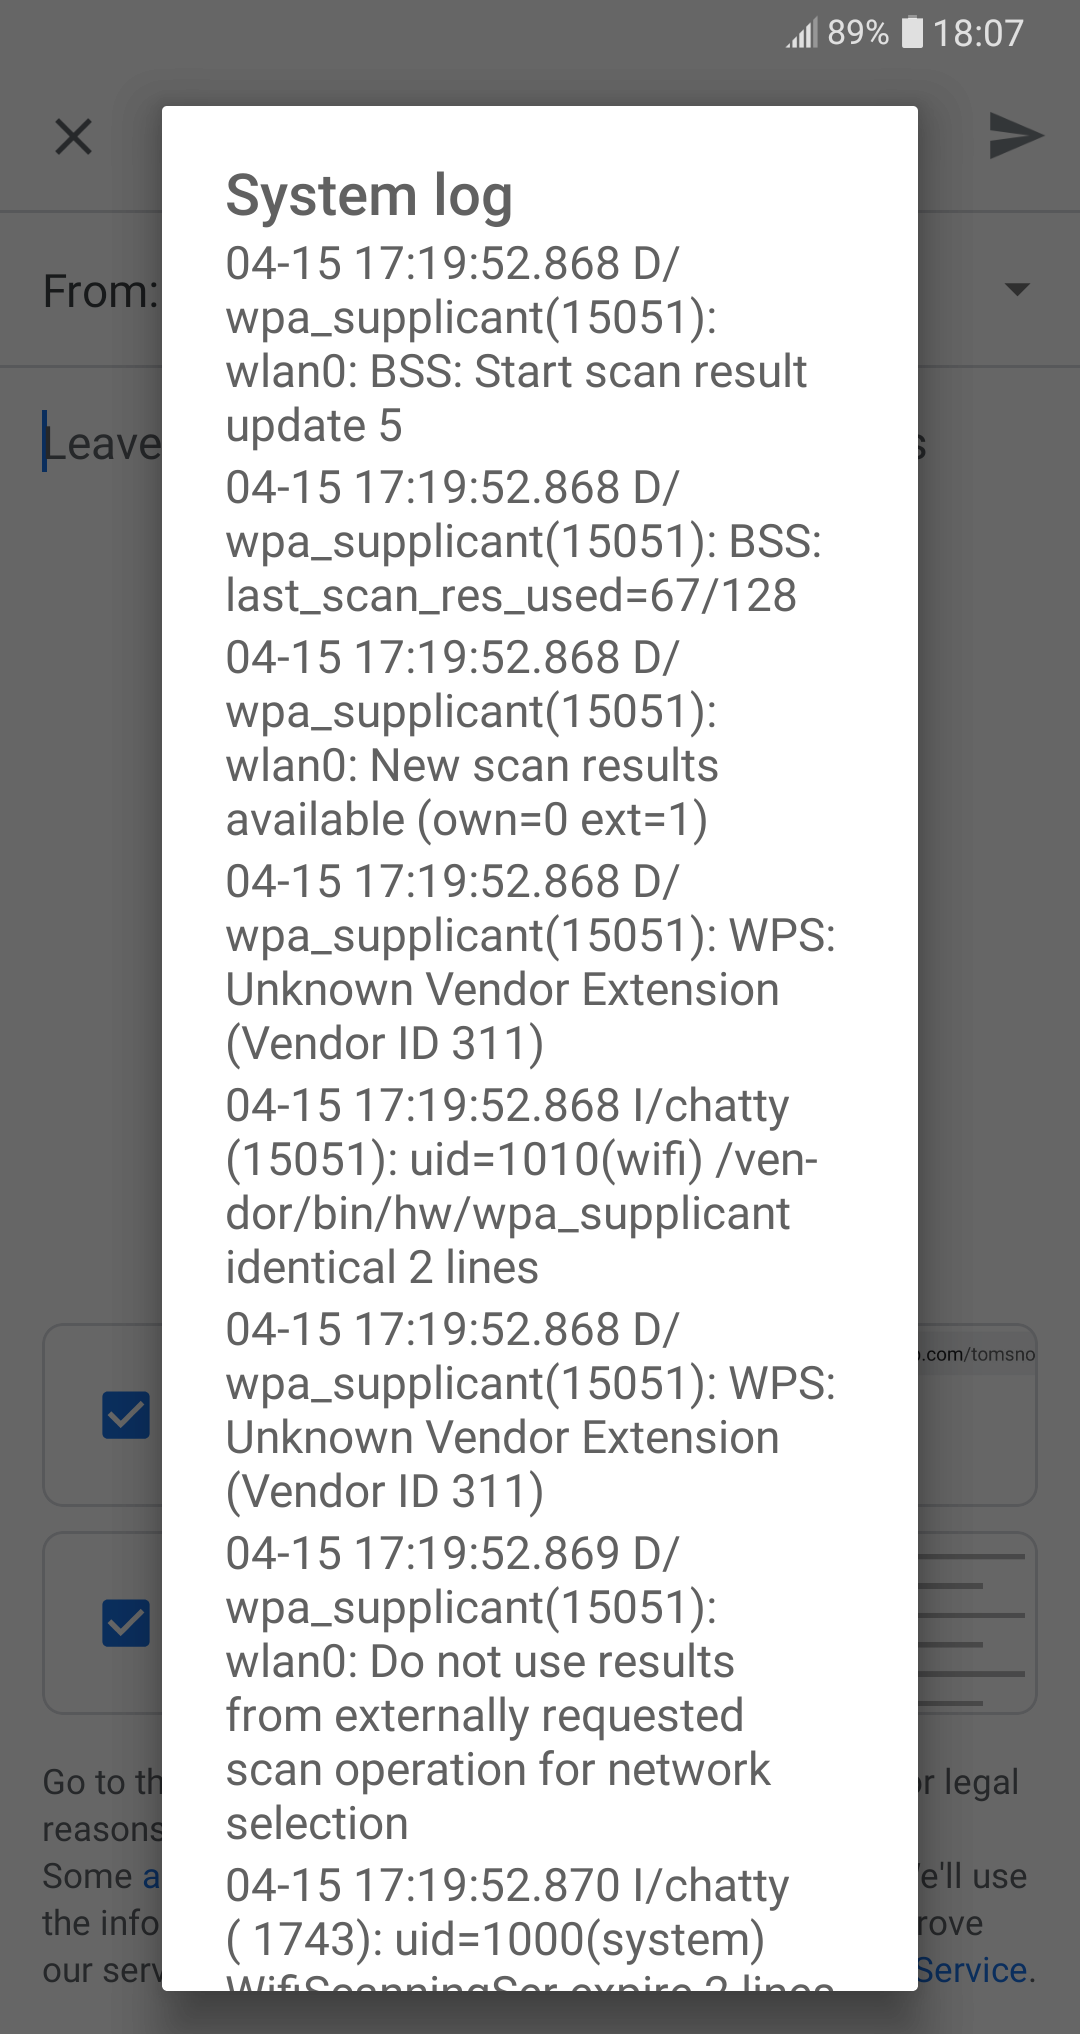 89% 18:07
System log
04-15 17:19:52.868 D/
wpa_supplicant(15051):
wlan0: BSS: Start scan result
update 5
04-15 17:19:52.868 D/
wpa_supplicant(15051): BSS:
last_scan_res_used=67/128
04-15 17:19:52.868 D/
wpa_supplicant(15051):
wlan0: New scan results
available (own=0 ext=1)
04-15 17:19:52.868 D/
wpa_supplicant(15051): WPS:
Unknown Vendor Extension
(Vendor ID 311)
04-15 17:19:52.868 I/chatty
(15051): uid=1010(wifi) /ven-
dor/bin/hw/wpa_supplicant
identical 2 lines
04-15 17:19:52.868 D/
wpa_supplicant(15051): WPS:
Unknown Vendor Extension
(Vendor ID 311)
04-15 17:19:52.869 D/
wpa_supplicant(15051):
wlan0: Do not use results
from externally requested
scan operation for network
selection
04-15 17:19:52.870 I/chatty
( 1743): uid=1000(system)
WifiScanningSer expire 2 lines
From:
Leave
.com/tomsno
Go to th
r legal
reasons
Some a
e'll use
the info
rove
our serv
Service.